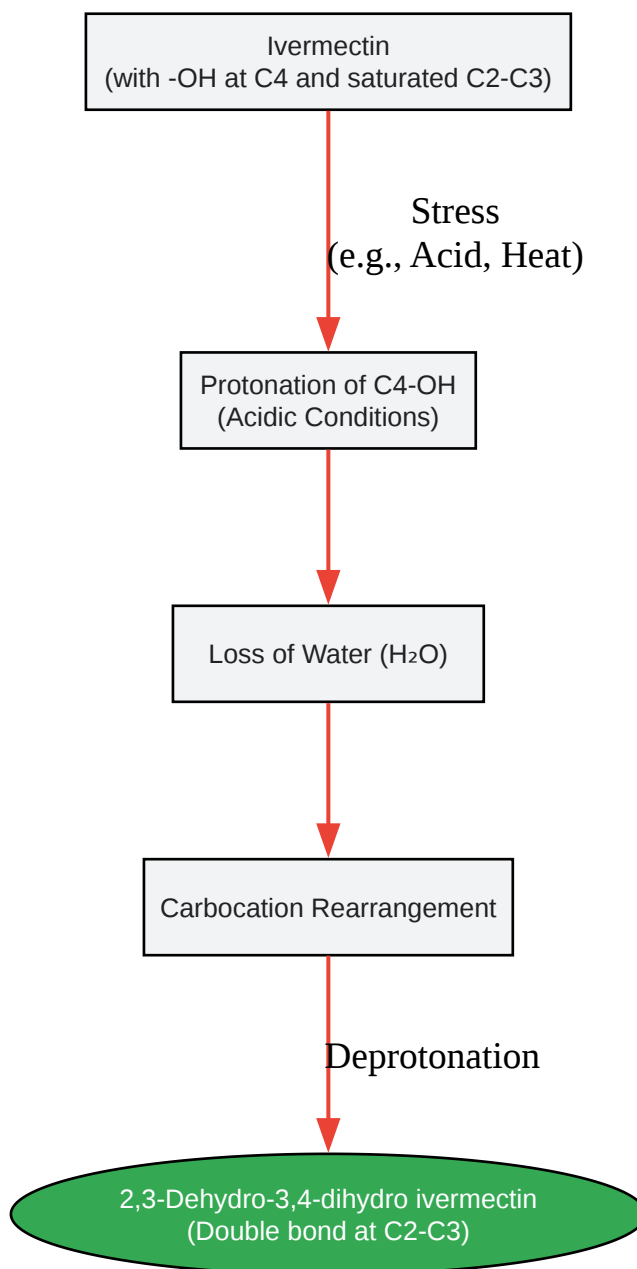 Ivermectin
(with -OH at C4 and saturated C2-C3)
Stress
(e.g., Acid, Heat)
Protonation of C4-OH
(Acidic Conditions)
Loss of Water (H₂O)
Carbocation Rearrangement
Deprotonation
2,3-Dehydro-3,4-dihydro ivermectin
(Double bond at C2-C3)